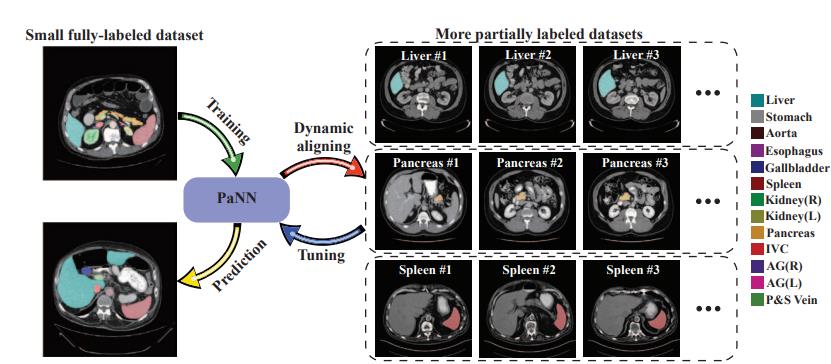 Small fully-labeled dataset
More partially labeled datasets
Liver #1
Liver #2
Liver #3
Training
Dynamic
aligning
PaNN
Pancreas #1
Pancreas #2
Pancreas #3
Tuning
Prediction
Spleen #1
Spleen #2
Spleen #3
Liver
Stomach
Aorta
Esophagus
Gallbladder
Spleen
Kidney(R)
Kidney(L)
Pancreas
IVC
AG(R)
AG(L)
P&S Vein